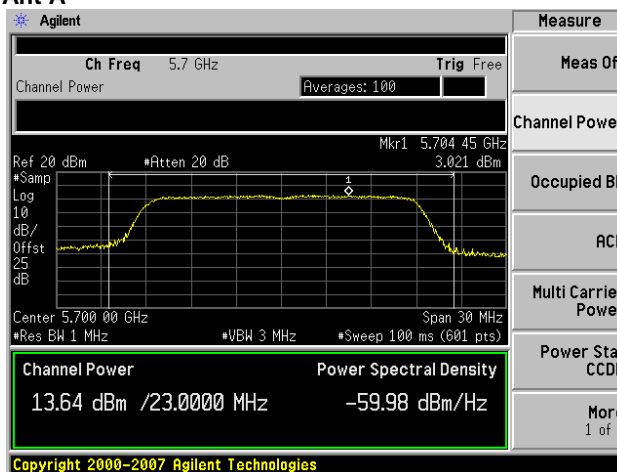 Ant A
Agilent
Measure
Ch Freq 5.7 GHz Trig Free
Channel Power Averages: 100
Mkr1 5.704 45 GHz
Ref 20 dBm #Atten 20 dB 3.021 dBm
#Samp
Log
10
dB/
Offst
25
dB
1
Center 5.700 00 GHz Span 30 MHz
#Res BW 1 MHz #VBW 3 MHz #Sweep 100 ms (601 pts)
Channel Power Power Spectral Density
13.64 dBm /23.0000 MHz -59.98 dBm/Hz
Meas Of
Channel Powe
Occupied B
AC
Multi Carrie
Powe
Power Sta
CCD
Mor
1 of
Copyright 2000-2007 Agilent Technologies